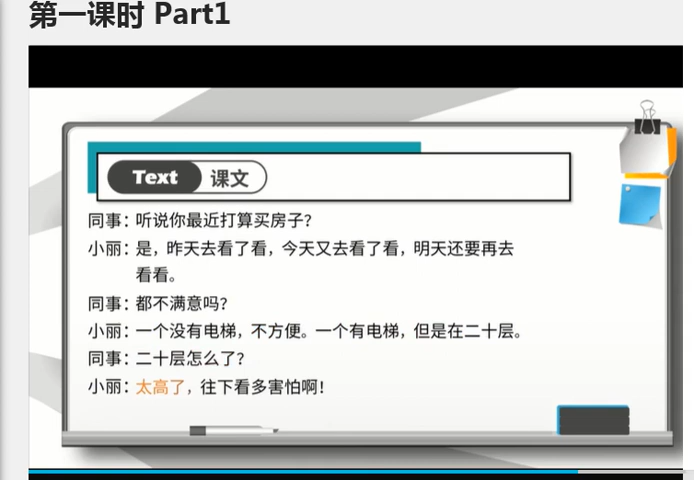 第一课时 Part1
Text 课文
同事：听说你最近打算买房子？
小丽：是，昨天去看了看，今天又去看了看，明天还要再去
看看。
同事：都不满意吗？
小丽：一个没有电梯，不方便。一个有电梯，但是在二十层。
同事：二十层怎么了？
小丽：太高了，往下看多害怕啊！